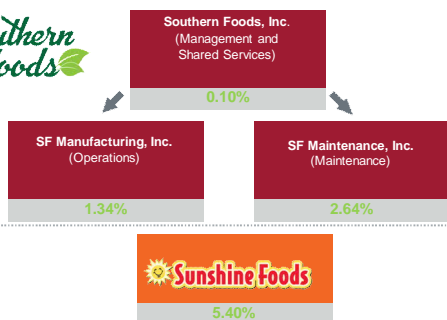 Southern Foods, Inc.
(Management and
Shared Services)
0.10%
SF Manufacturing, Inc.
(Operations)
1.34%
SF Maintenance, Inc.
(Maintenance)
2.64%
Sunshine Foods
5.40%